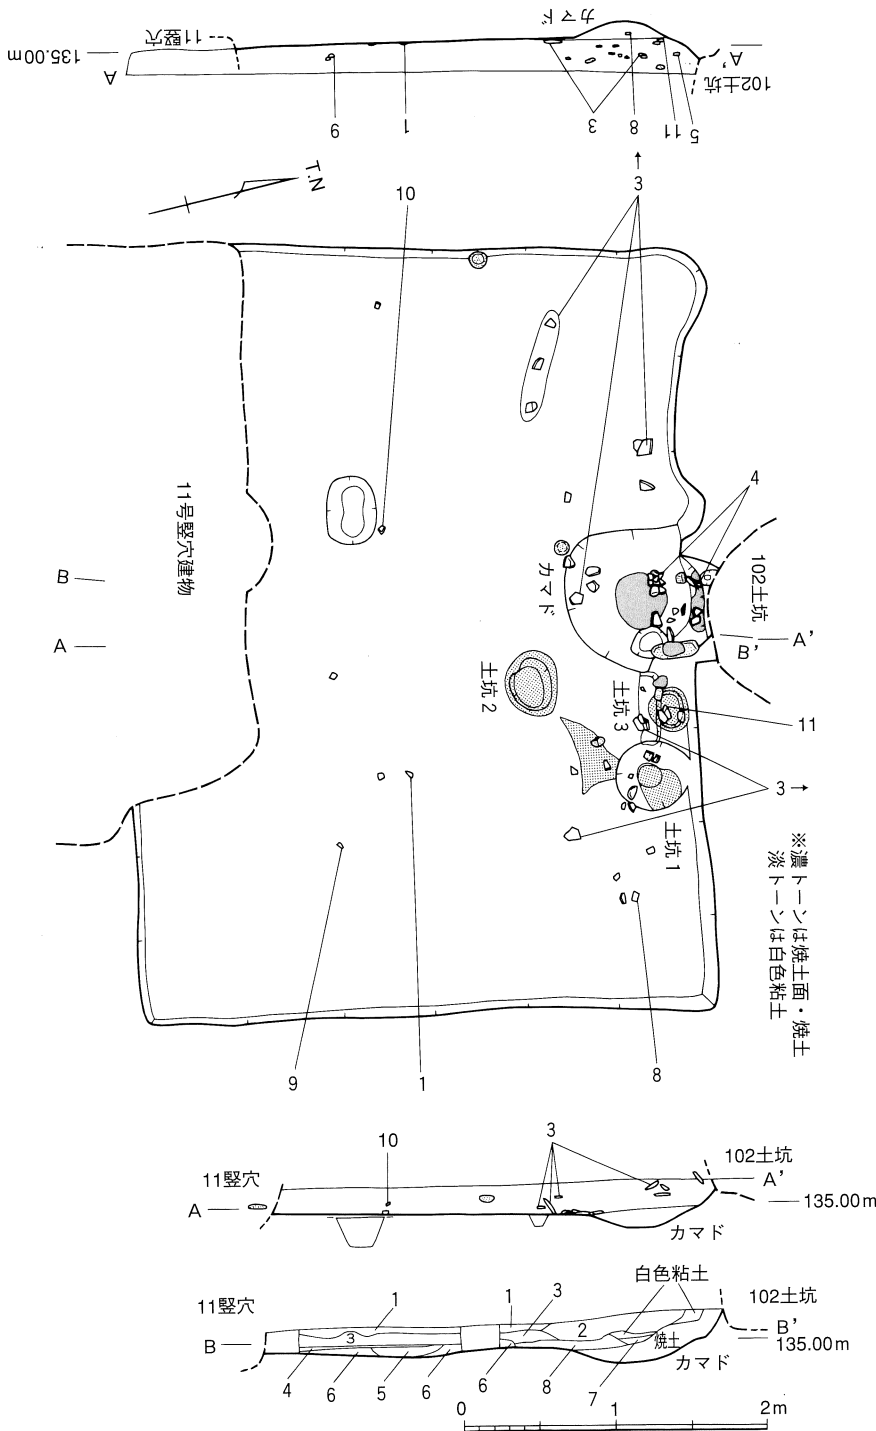 カマド
11竪穴
135.00m
A
A’
102土坑
9
1
3
8
11
5
T.N
10
3
4
11号竪穴建物
B
A
カマド
102土坑
A’
B’
土坑2
土坑3
11
3
土坑1
※濃トーンは焼土面・焼土
淡トーンは白色粘土
9
1
8
3
10
102土坑
11竪穴
A’
A
135.00m
カマド
白色粘土
102土坑
11竪穴
1
1
3
3
2
B’
B
焼土
135.00m
カマド
4
6
5
6
6
8
7
0
1
2m